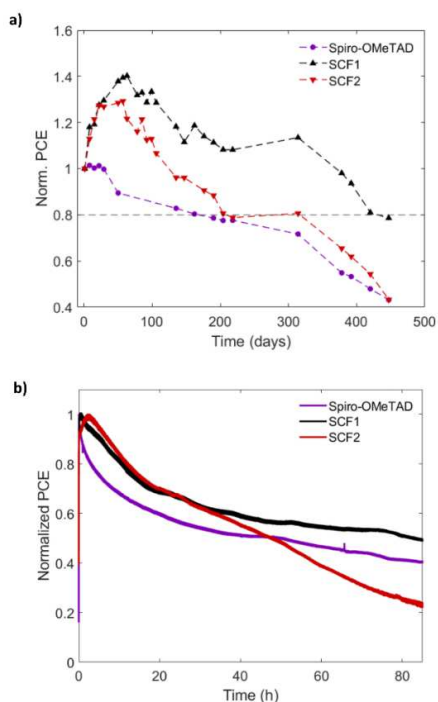 a)
Spiro-OMeTAD
SCF1
SCF2
1.6
1.4
1.2
1
0.8
0.6
0.4
Norm. PCE
0
100
200
300
400
500
Time (days)
b)
Spiro-OMeTAD
SCF1
SCF2
1
0.8
0.6
0.4
0.2
0
Normalized PCE
0
20
40
60
80
Time (h)